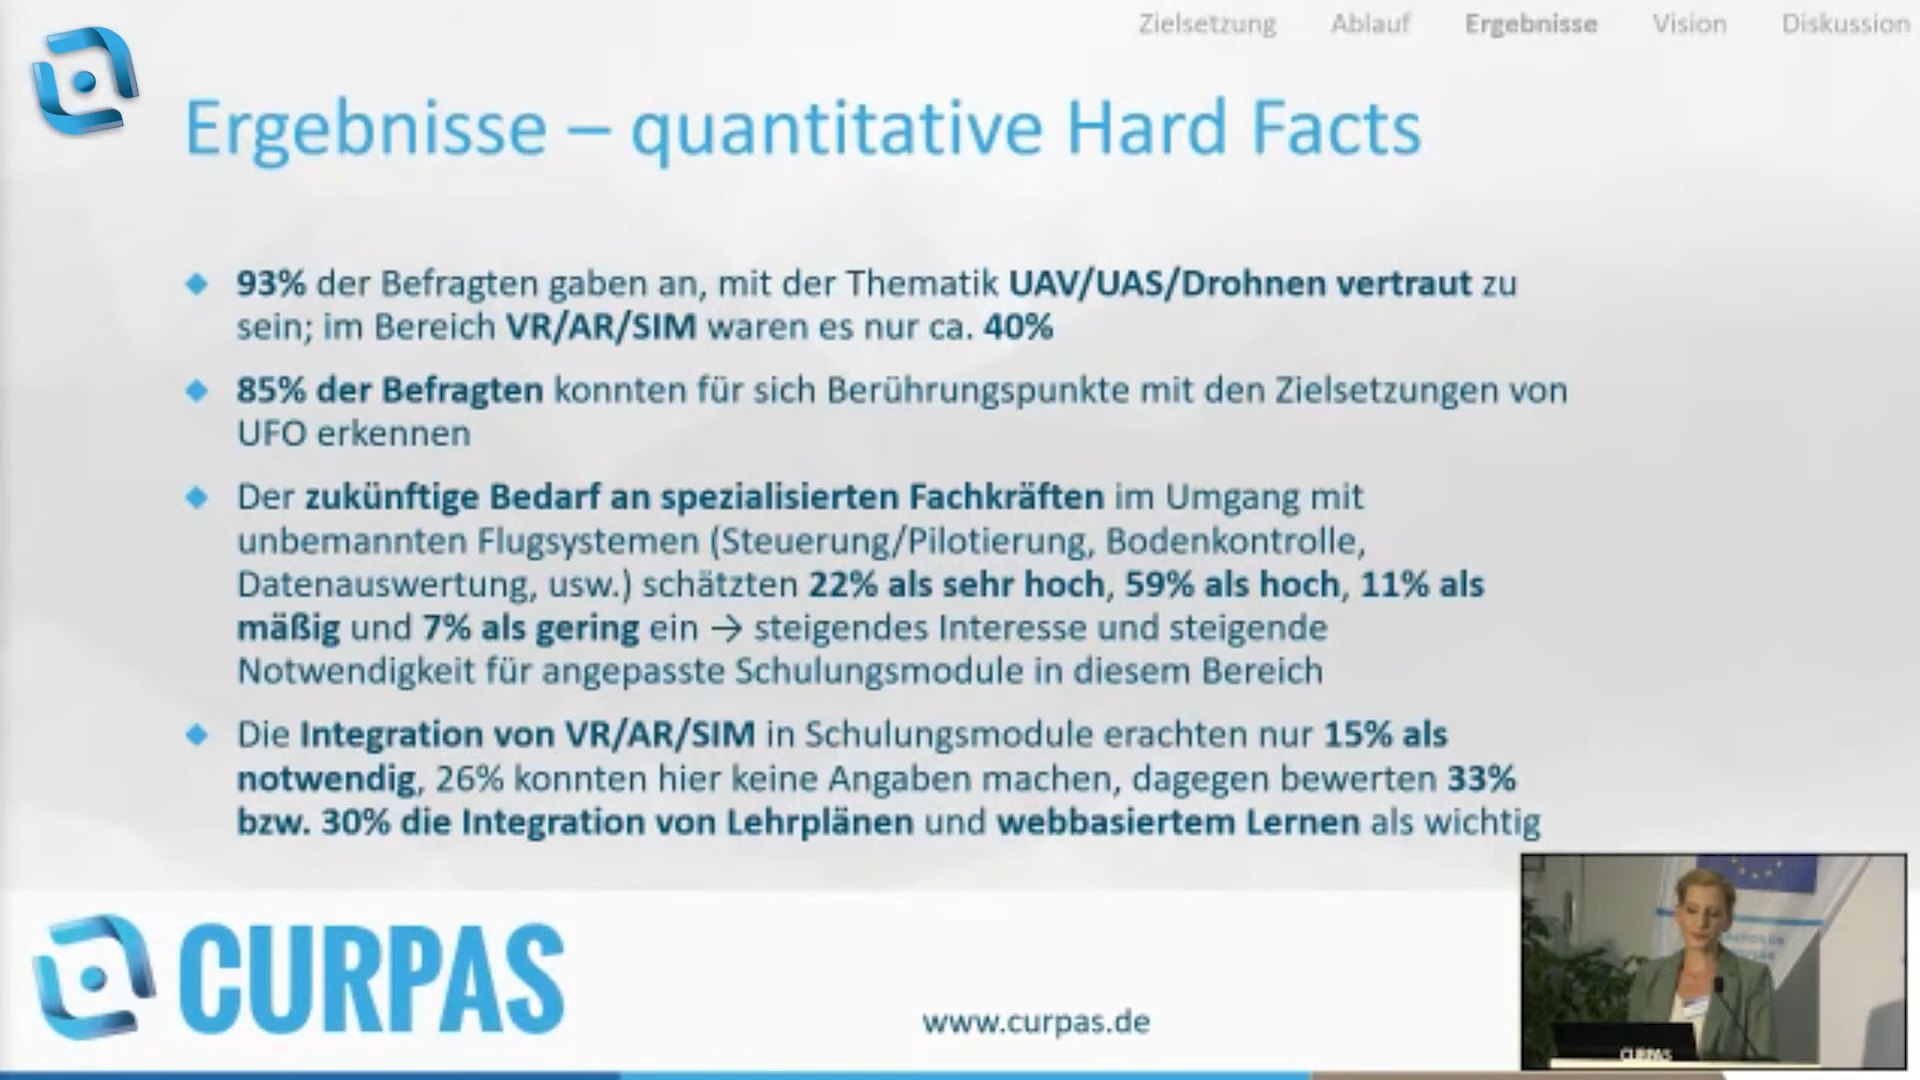 Zielsetzung Ablauf Ergebnisse Vision Diskussion
Ergebnisse – quantitative Hard Facts
93% der Befragten gaben an, mit der Thematik UAV/UAS/Drohnen vertraut zu
sein; im Bereich VR/AR/SIM waren es nur ca. 40%
85% der Befragten konnten für sich Berührungspunkte mit den Zielsetzungen von
UFO erkennen
Der zukünftige Bedarf an spezialisierten Fachkräften im Umgang mit
unbemannten Flugsystemen (Steuerung/Pilotierung, Bodenkontrolle,
Datenauswertung, usw.) schätzten 22% als sehr hoch, 59% als hoch, 11% als
mäßig und 7% als gering ein → steigendes Interesse und steigende
Notwendigkeit für angepasste Schulungsmodule in diesem Bereich
Die Integration von VR/AR/SIM in Schulungsmodule erachten nur 15% als
notwendig, 26% konnten hier keine Angaben machen, dagegen bewerten 33%
bzw. 30% die Integration von Lehrplänen und webbasiertem Lernen als wichtig
CURPAS
www.curpas.de
CURPAS